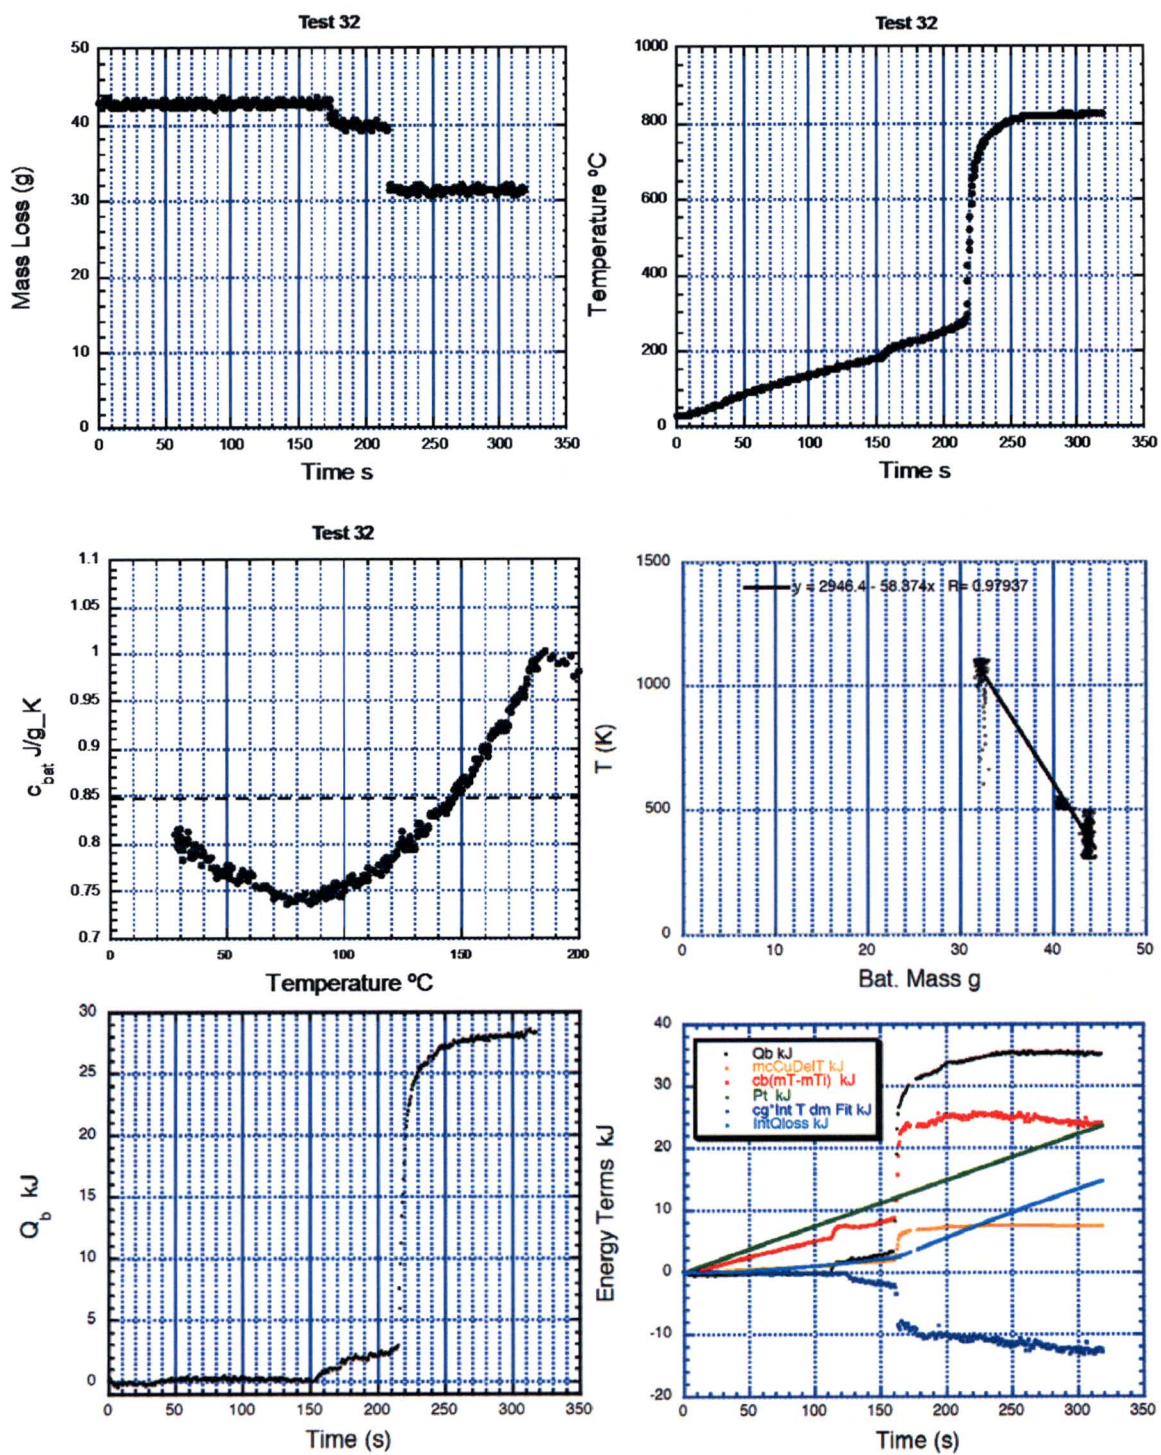 Test 32
50
40
30
20
10
0
Mass Loss (g)
0 50 100 150 200 250 300 350
Time s
Test 32
1000
800
600
400
200
0
Temperature ºC
0 50 100 150 200 250 300 350
Time s
Test 32
1.1
1.05
1
0.95
0.9
0.85
0.8
0.75
0.7
c_bat J/g_K
0 50 100 150 200
Temperature ºC
1500
1000
500
0
T (K)
y = 2946.4 - 58.374x R= 0.97937
0 10 20 30 40 50
Bat. Mass g
30
25
20
15
10
5
0
Q_b kJ
0 50 100 150 200 250 300 350
Time (s)
40
30
20
10
0
-10
-20
Energy Terms kJ
Qb kJ
mcCuDelT kJ
cb(mT-mTi) kJ
Pt kJ
cg*Int T dm Fit kJ
IntQloss kJ
0 50 100 150 200 250 300 350
Time (s)